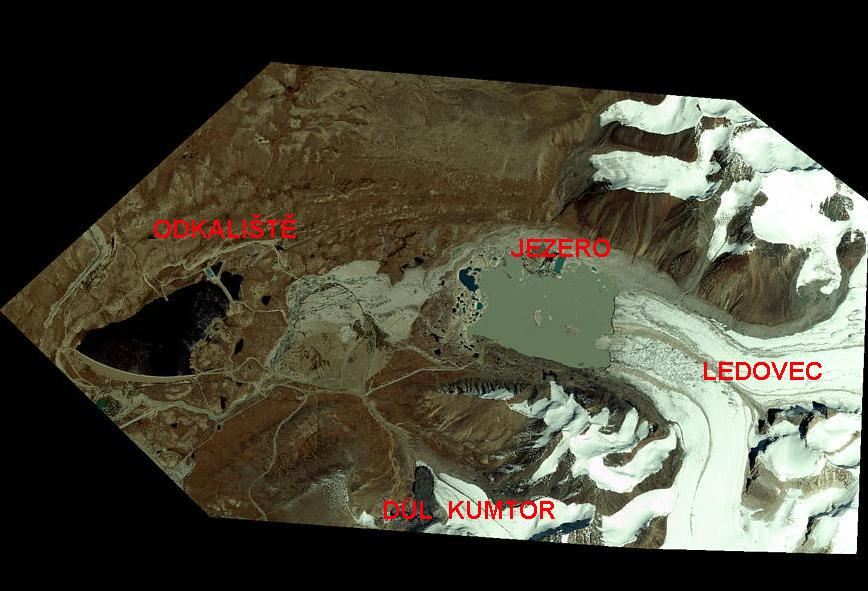 ODKALIŠTĚ
JEZERO
LEDOVEC
DŮL KUMTOR